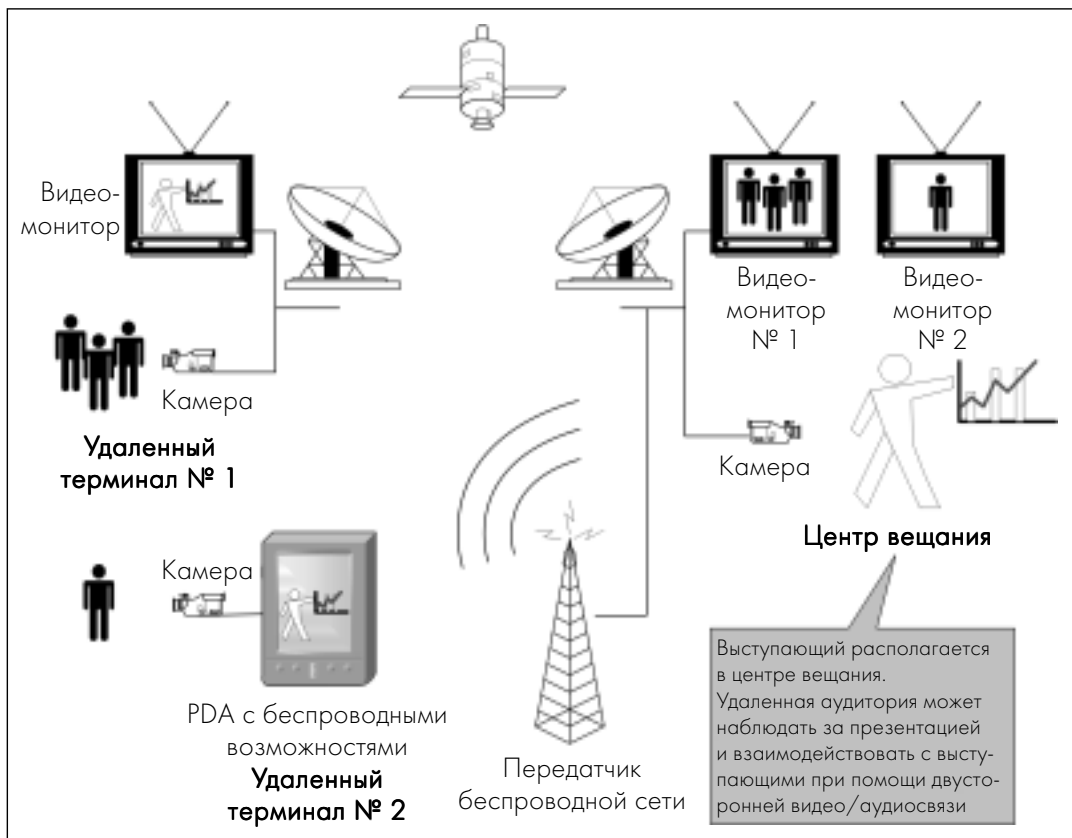 Видео-
монитор
Камера
Удаленный
терминал № 1
Видео-
монитор
№ 1
Видео-
монитор
№ 2
Камера
Центр вещания
Камера
PDA с беспроводными
возможностями
Удаленный
терминал № 2
Передатчик
беспроводной сети
Выступающий располагается
в центре вещания.
Удаленная аудитория может
наблюдать за презентацией
и взаимодействовать с высту-
пающими при помощи двусто-
ронней видео/аудиосвязи